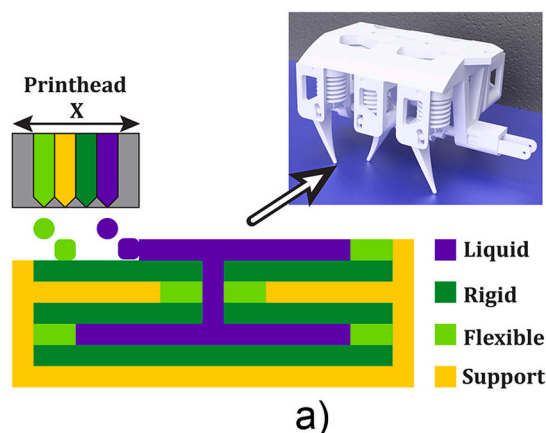 Printhead
X
Liquid
Rigid
Flexible
Support
a)